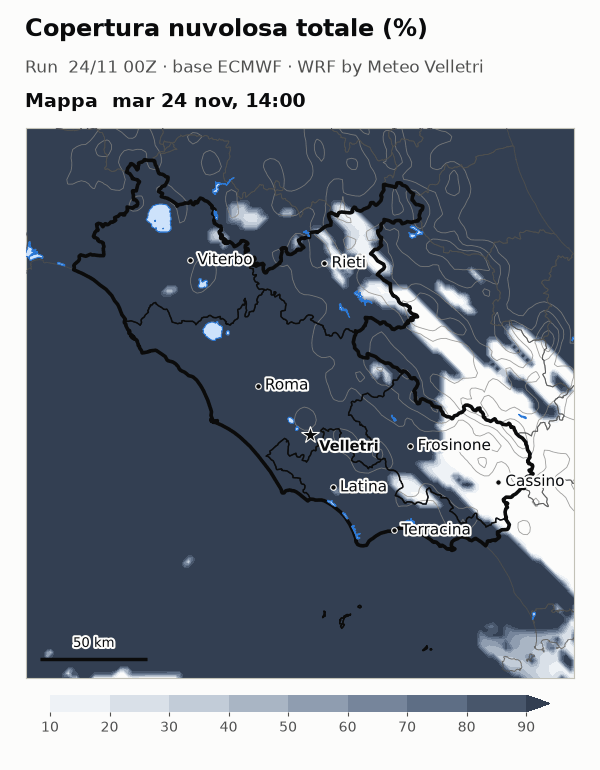 Copertura nuvolosa totale (%)
Run 24/11 00Z · base ECMWF · WRF by Meteo Velletri
Mappa mar 24 nov, 14:00
Viterbo
Rieti
Roma
Velletri
Frosinone
Latina
Cassino
Terracina
50 km
10 20 30 40 50 60 70 80 90